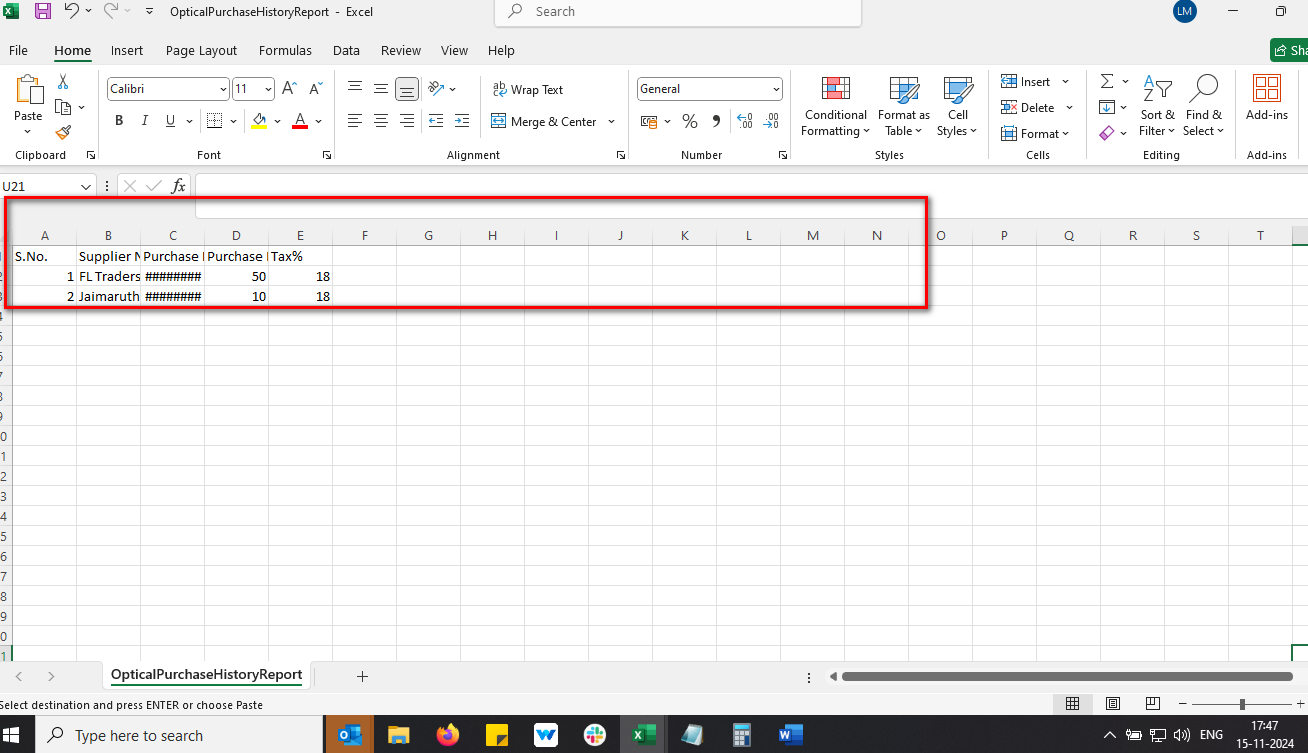 OpticalPurchaseHistoryReport - Excel
Search
LM
File Home Insert Page Layout Formulas Data Review View Help
Sha
Paste
Calibri 11
B I U A
Wrap Text
Merge & Center
General
Conditional Formatting
Format as Table
Cell Styles
Insert
Delete
Format
Sort & Filter
Find & Select
Add-ins
Clipboard Font Alignment Number Styles Cells Editing Add-ins
U21 fx
A B C D E F G H I J K L M N O P Q R S T
S.No. Supplier N Purchase Purchase Tax%
1 FL Traders ######## 50 18
2 Jaimaruth ######## 10 18
OpticalPurchaseHistoryReport
Select destination and press ENTER or choose Paste
Type here to search
ENG
17:47
15-11-2024